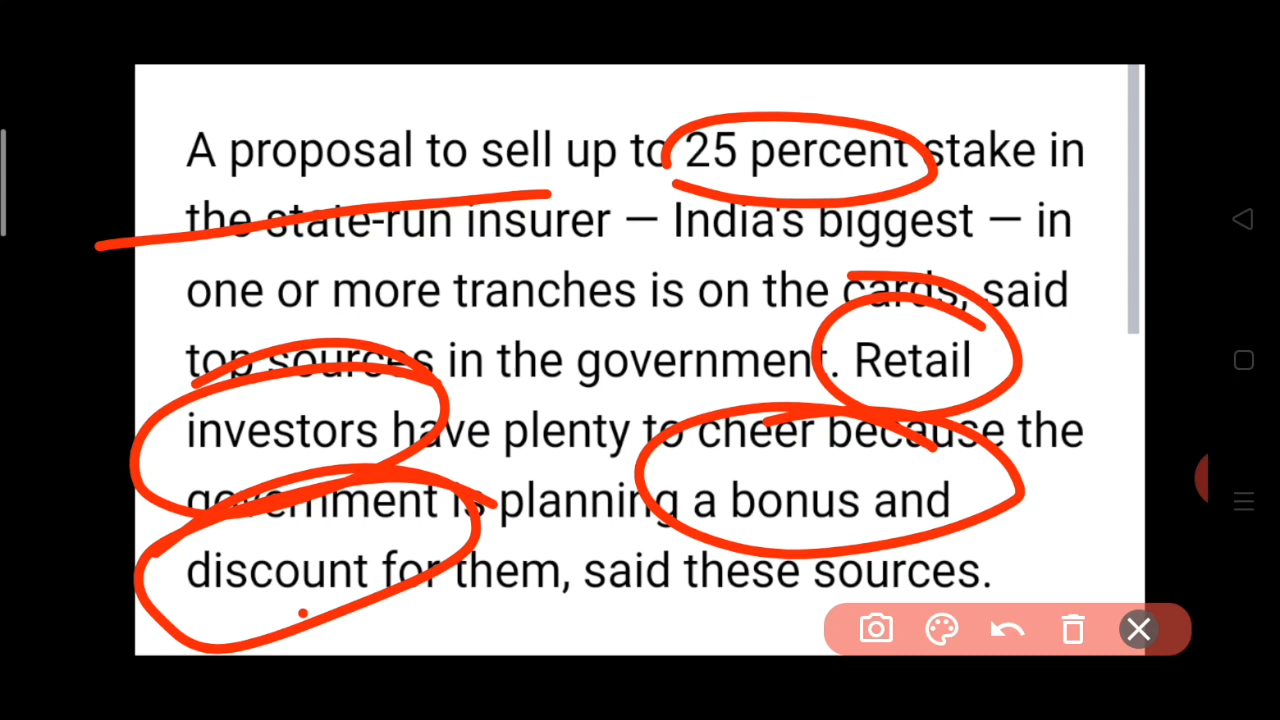 A proposal to sell up to 25 percent stake in
the state-run insurer — India's biggest — in
one or more tranches is on the cards, said
top sources in the government. Retail
investors have plenty to cheer because the
government is planning a bonus and
discount for them, said these sources.